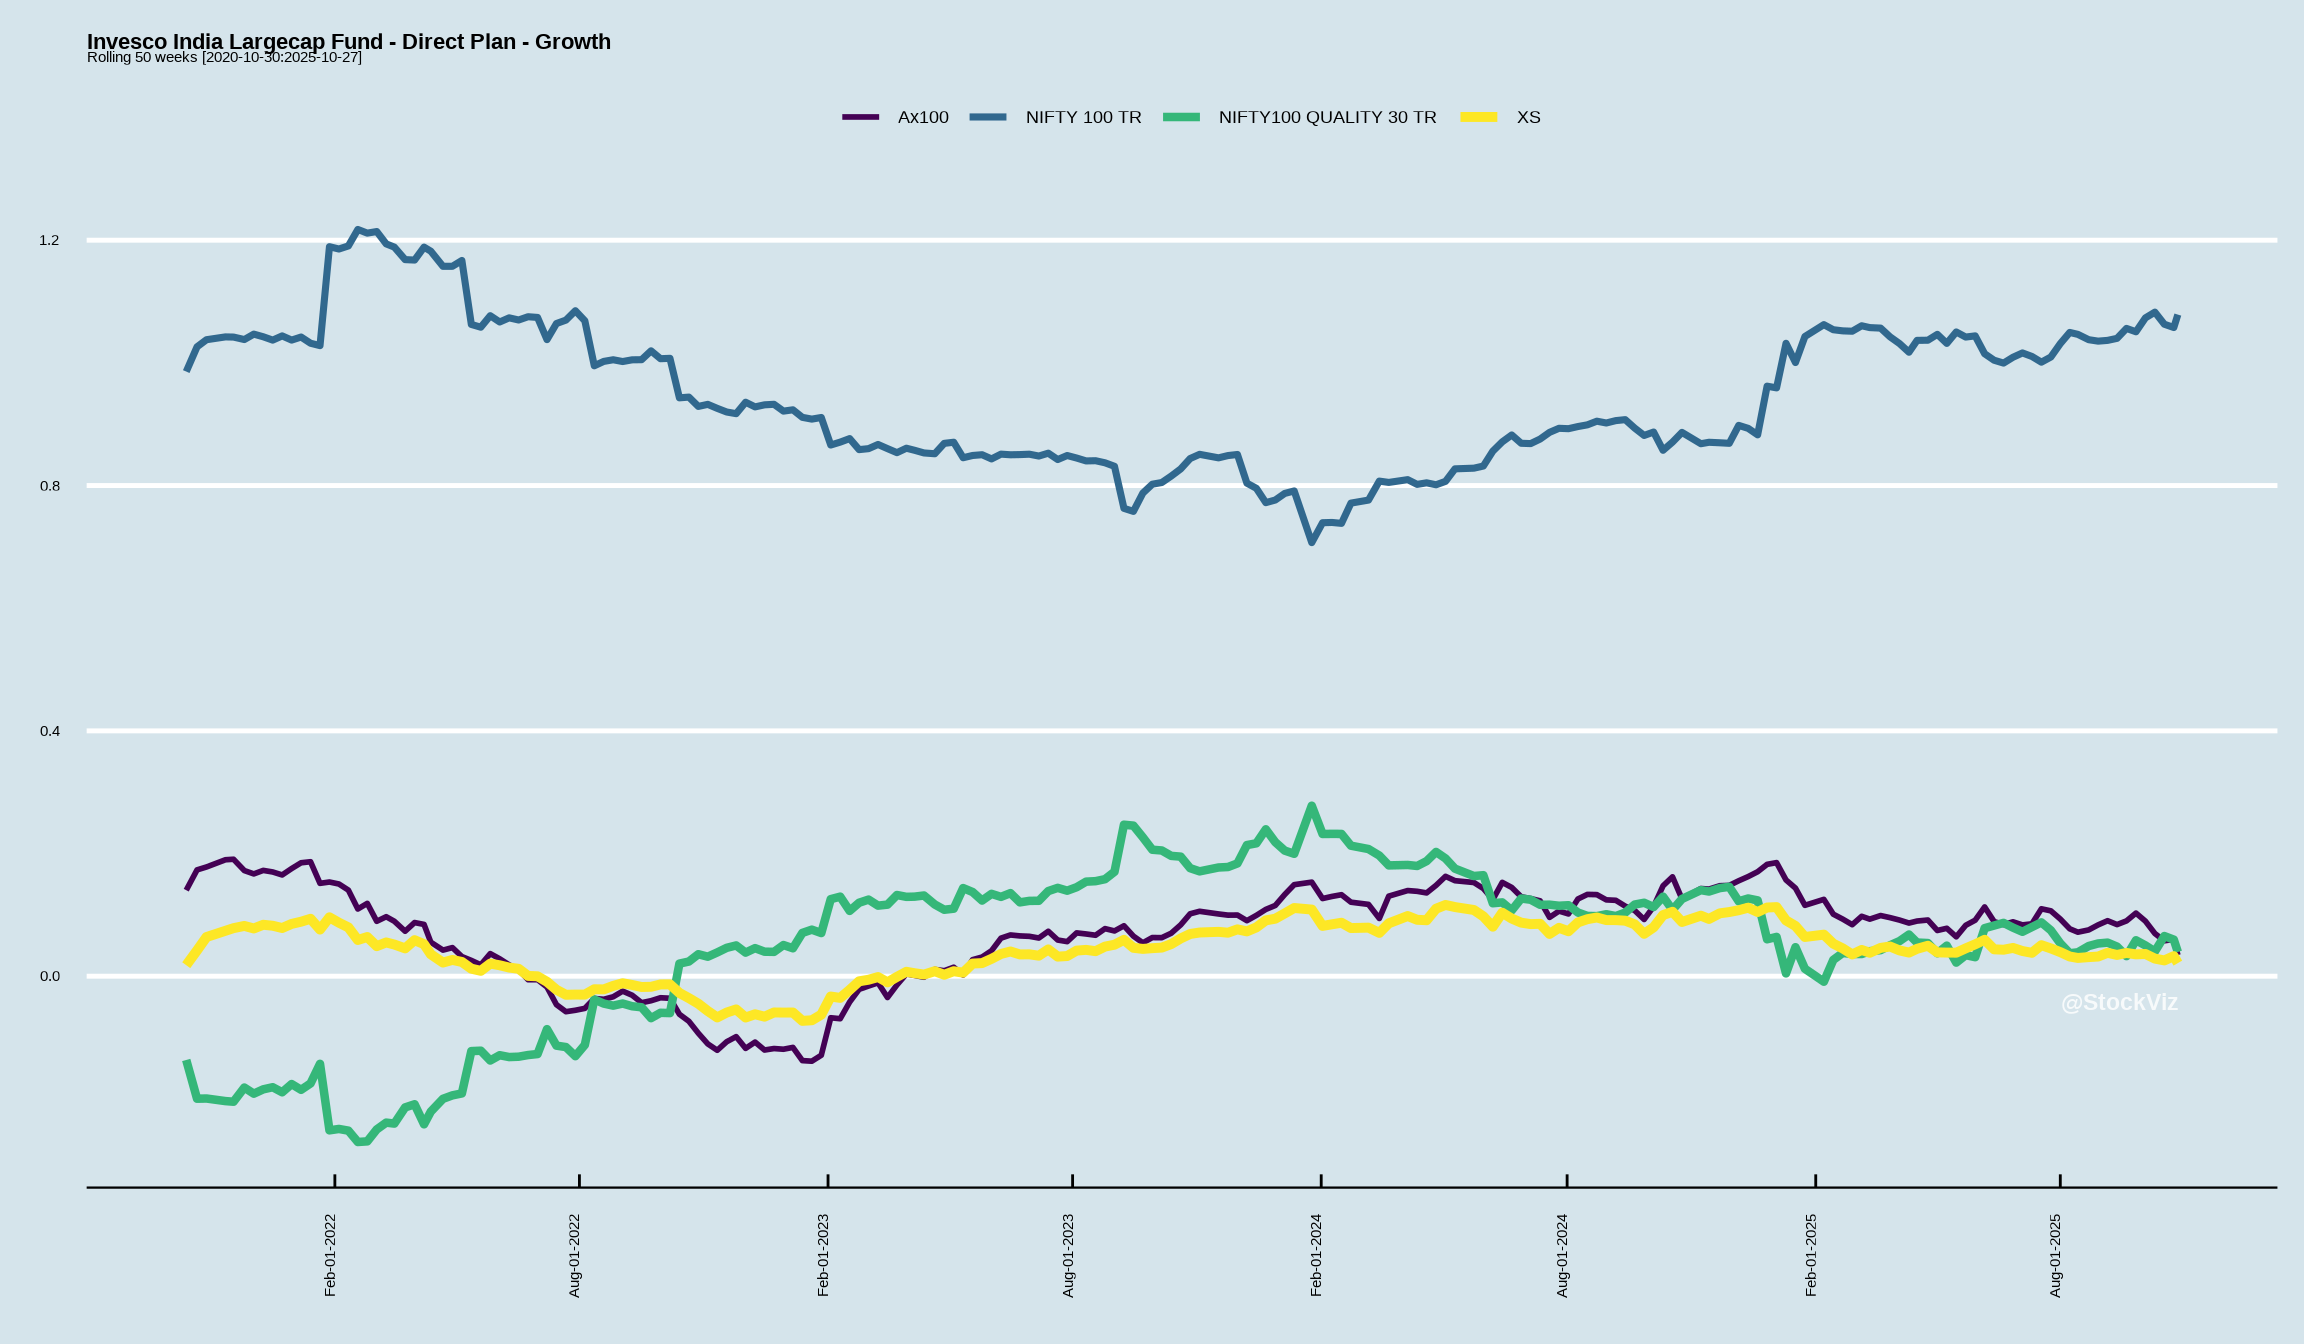 Invesco India Largecap Fund - Direct Plan - Growth
Rolling 50 weeks [2020-10-30:2025-10-27]
Ax100 NIFTY 100 TR NIFTY100 QUALITY 30 TR XS
1.2
0.8
0.4
0.0
@StockViz
Feb-01-2022
Aug-01-2022
Feb-01-2023
Aug-01-2023
Feb-01-2024
Aug-01-2024
Feb-01-2025
Aug-01-2025